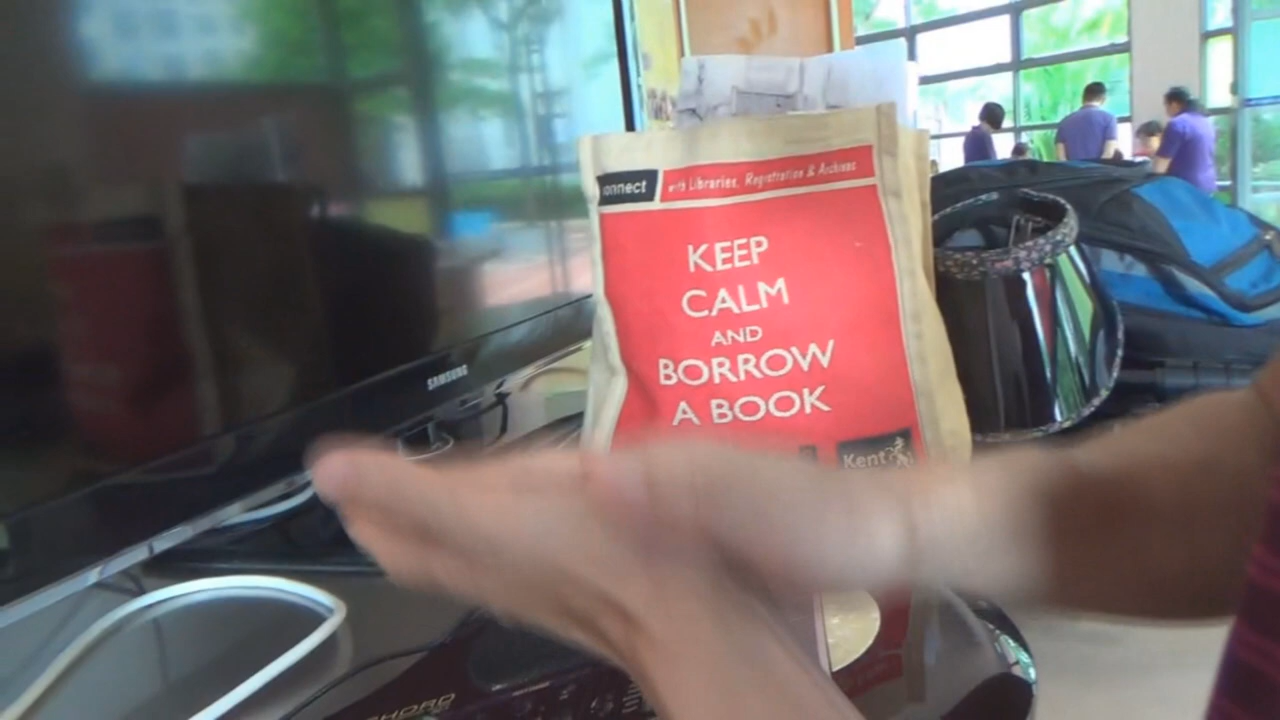 onnect with Libraries, Registration & Archives
KEEP
CALM
AND
BORROW
A BOOK
Kent
SAMSUNG